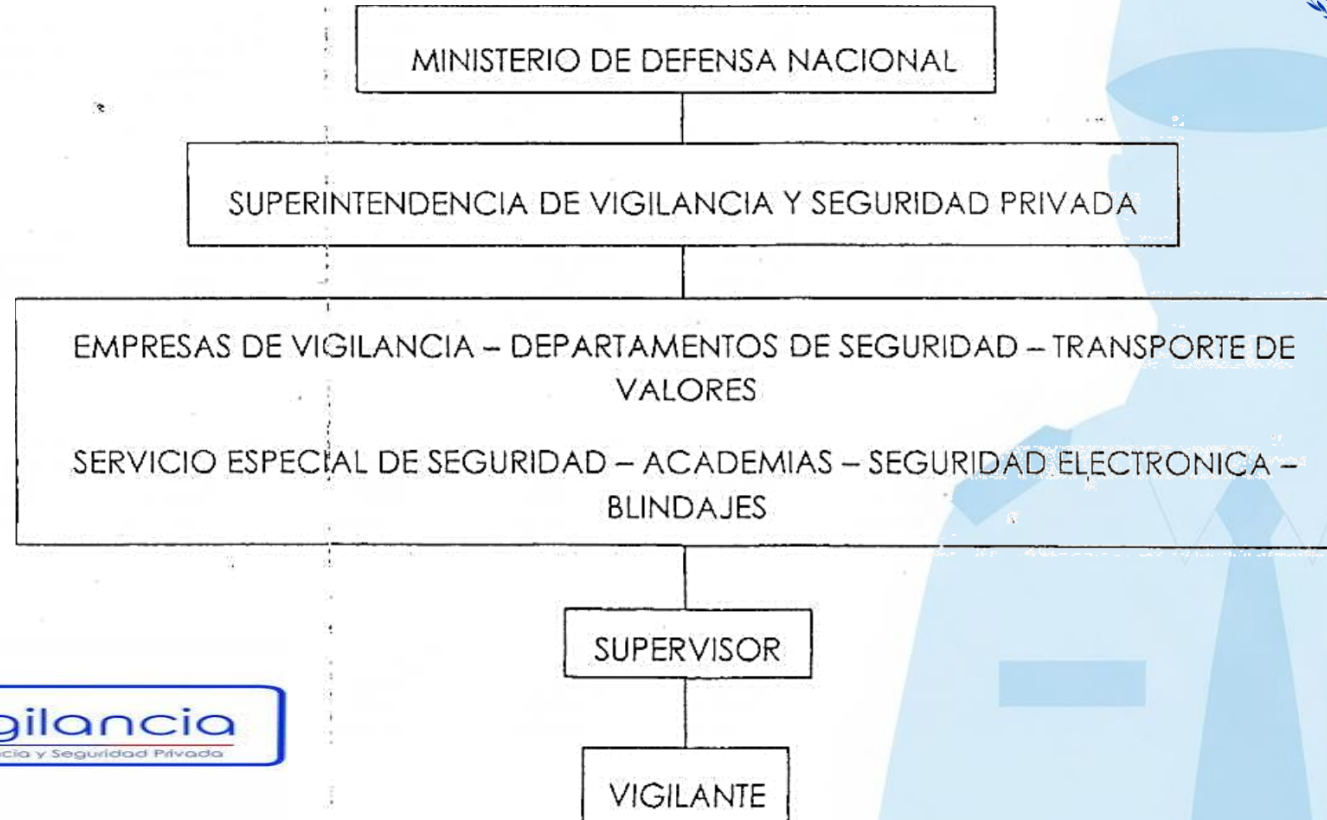 MINISTERIO DE DEFENSA NACIONAL
SUPERINTENDENCIA DE VIGILANCIA Y SEGURIDAD PRIVADA
EMPRESAS DE VIGILANCIA – DEPARTAMENTOS DE SEGURIDAD – TRANSPORTE DE
VALORES
SERVICIO ESPECIAL DE SEGURIDAD – ACADEMIAS – SEGURIDAD ELECTRONICA –
BLINDAJES
SUPERVISOR
gilancia
cia y Seguridad Privada
VIGILANTE